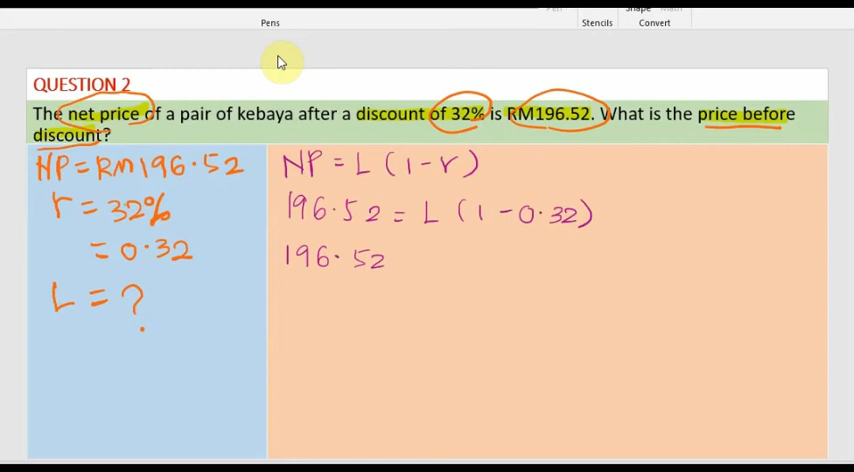 Pens
Stencils
Convert
QUESTION 2
The net price of a pair of kebaya after a discount of 32% is RM196.52. What is the price before
discount?
NP = RM196.52
r = 32%
= 0.32
L = ?
NP = L (1 - r)
196.52 = L (1 - 0.32)
196.52